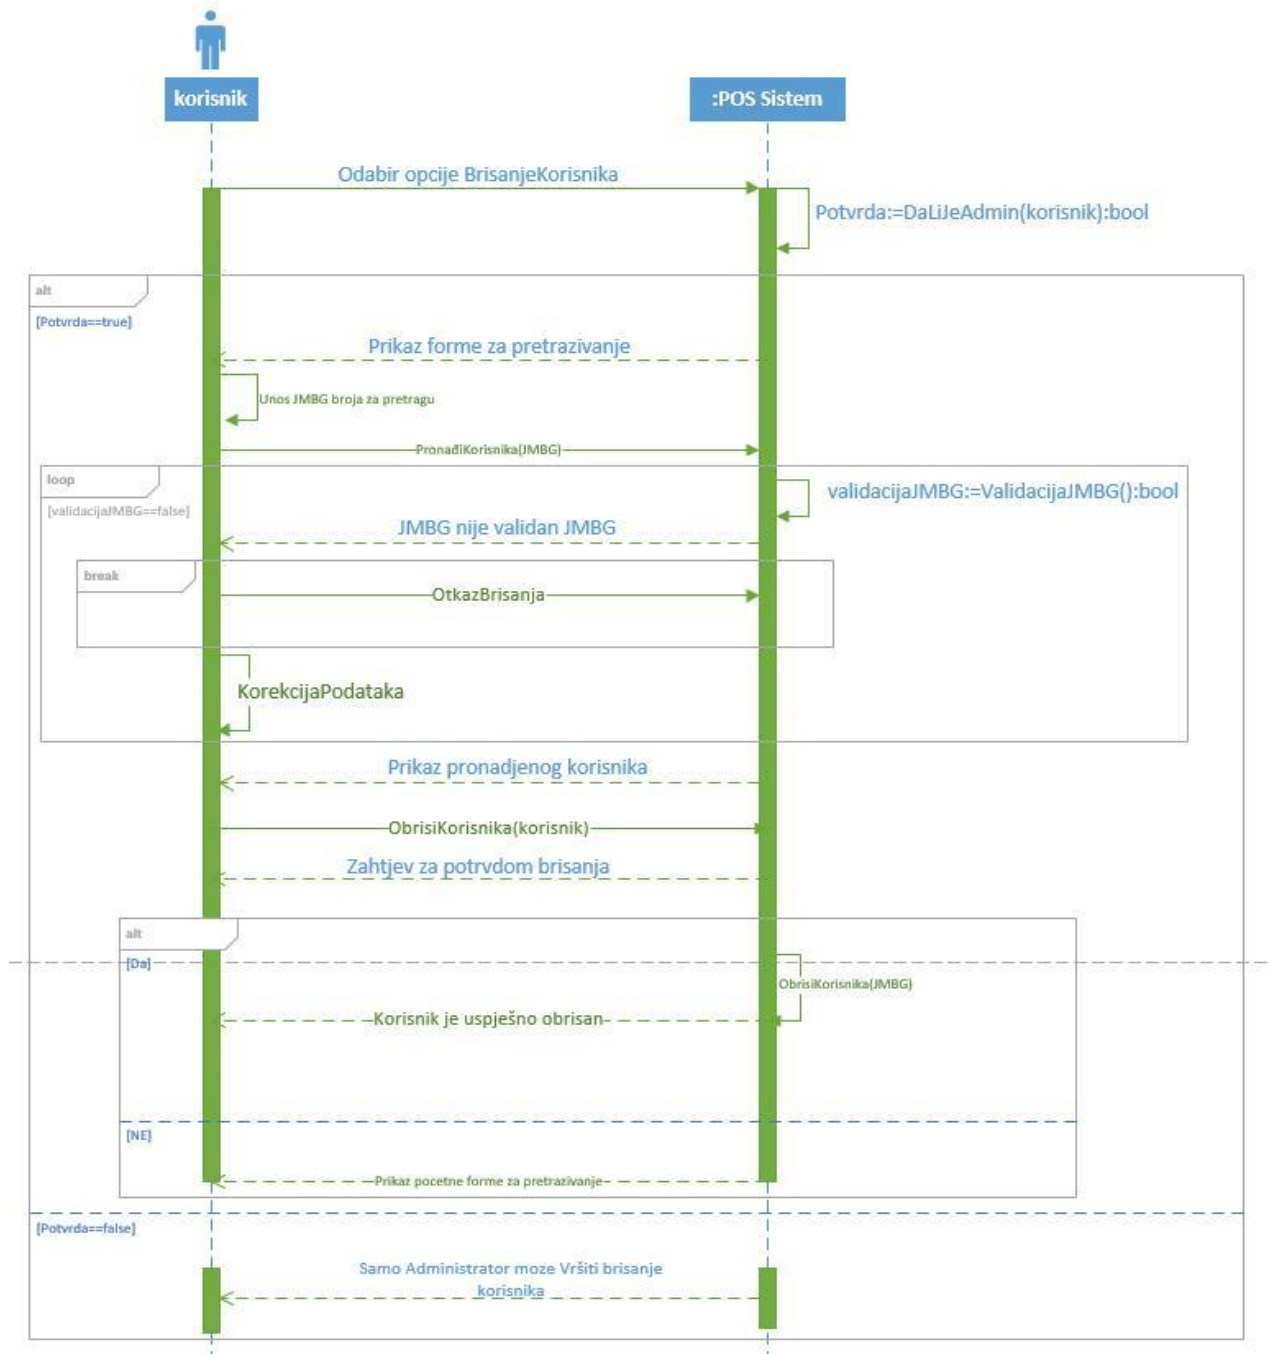 korisnik
:POS Sistem
Odabir opcije BrisanjeKorisnika
Potvrda:=DaLiJeAdmin(korisnik):bool
alt
[Potvrda==true]
Prikaz forme za pretrazivanje
Unos JMBG broja za pretragu
PronađiKorisnika(JMBG)
loop
validacijaJMBG:=ValidacijaJMBG():bool
[validacijaJMBG==false]
JMBG nije validan JMBG
break
OtkazBrisanja
KorekcijaPodataka
Prikaz pronadjenog korisnika
ObrisiKorisnika(korisnik)
Zahtjev za potrvdom brisanja
alt
[Da]
ObrisiKorisnika(JMBG)
Korisnik je uspješno obrisan
[NE]
Prikaz pocetne forme za pretrazivanje
[Potvrda==false]
Samo Administrator moze Vršiti brisanje
korisnika